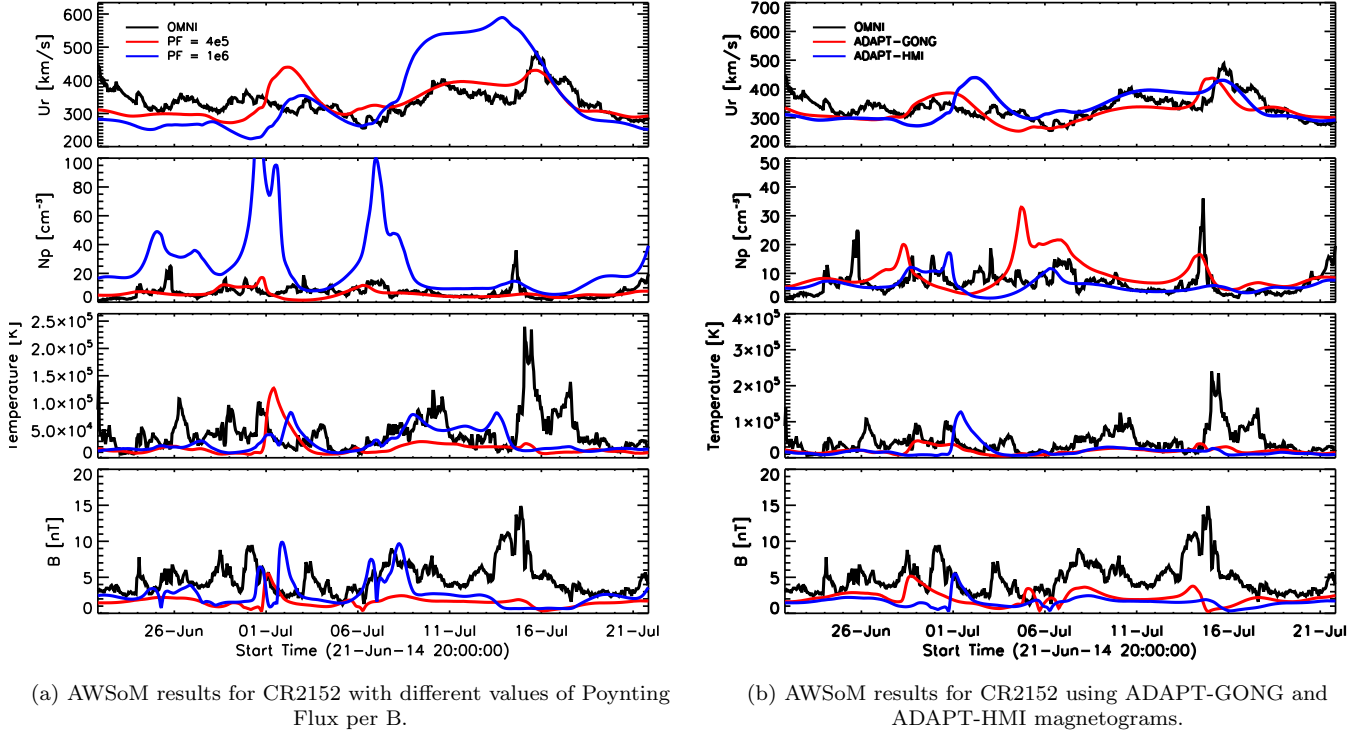 OMNI
PF = 4e5
PF = 1e6
Ur [km/s]
600
500
400
300
200
Np [cm⁻³]
100
80
60
40
20
0
Temperature [K]
2.5×10⁵
2.0×10⁵
1.5×10⁵
1.0×10⁵
5.0×10⁴
0
B [nT]
20
15
10
5
0
26-Jun 01-Jul 06-Jul 11-Jul 16-Jul 21-Jul
Start Time (21-Jun-14 20:00:00)
OMNI
ADAPT-GONG
ADAPT-HMI
Ur [km/s]
700
600
500
400
300
200
Np [cm⁻³]
50
40
30
20
10
0
Temperature [K]
4×10⁵
3×10⁵
2×10⁵
1×10⁵
0
B [nT]
20
15
10
5
0
26-Jun 01-Jul 06-Jul 11-Jul 16-Jul 21-Jul
Start Time (21-Jun-14 20:00:00)
(a) AWSoM results for CR2152 with different values of Poynting
Flux per B.
(b) AWSoM results for CR2152 using ADAPT-GONG and
ADAPT-HMI magnetograms.